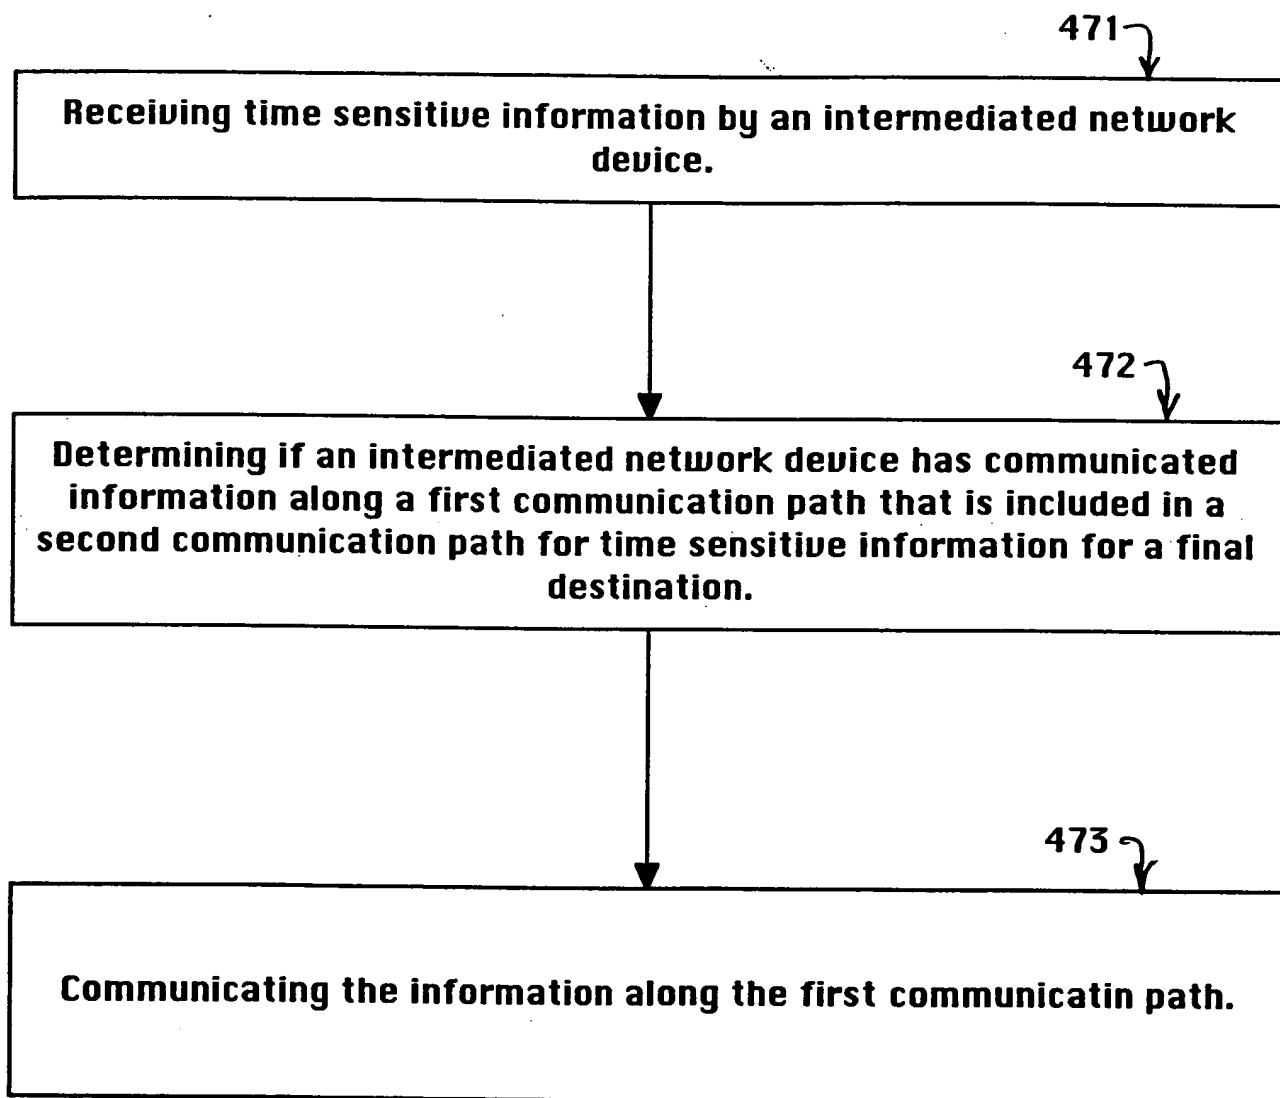 471
Receiving time sensitive information by an intermediated network
device.
472
Determining if an intermediated network device has communicated
information along a first communication path that is included in a
second communication path for time sensitive information for a final
destination.
473
Communicating the information along the first communicatin path.